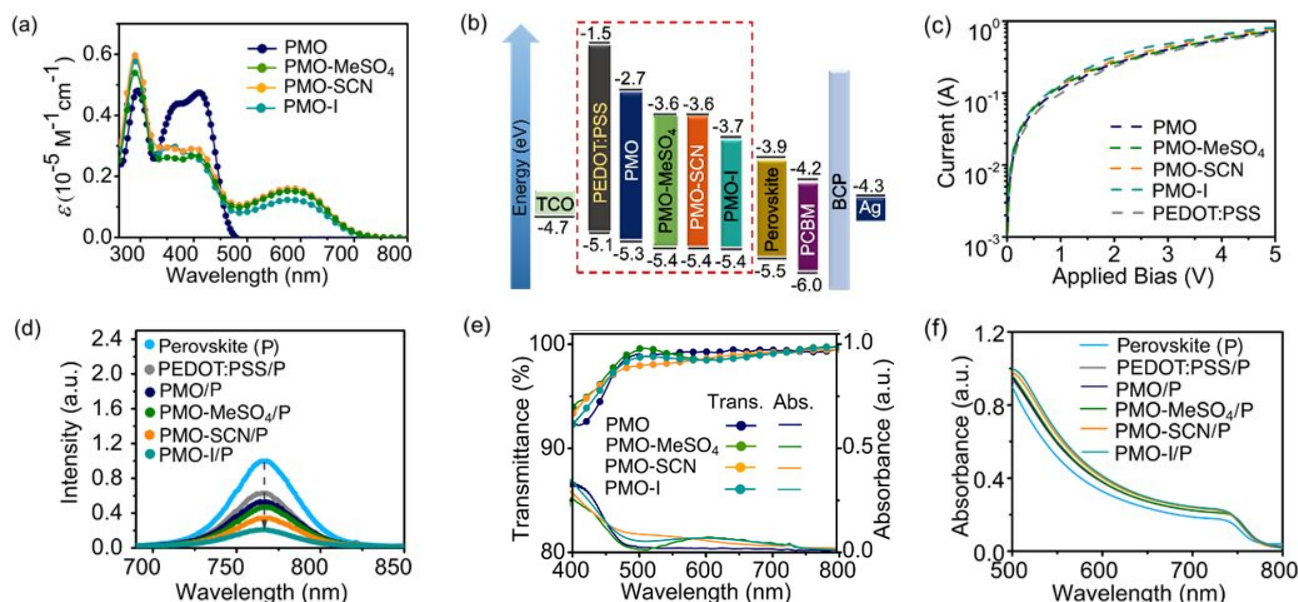 (a)
ε (10⁻⁵ M⁻¹ cm⁻¹)
0.6
0.4
0.2
0.0
300 400 500 600 700 800
Wavelength (nm)
PMO
PMO-MeSO₄
PMO-SCN
PMO-I
(b)
Energy (eV)
TCO
-4.7
-1.5
PEDOT:PSS
-5.1
-2.7
PMO
-5.3
-3.6
PMO-MeSO₄
-5.4
-3.6
PMO-SCN
-5.4
-3.7
PMO-I
-5.4
-3.9
Perovskite
-5.5
-4.2
PCBM
-6.0
BCP
-4.3
Ag
(c)
Current (A)
10⁰
10⁻¹
10⁻²
10⁻³
0 1 2 3 4 5
Applied Bias (V)
PMO
PMO-MeSO₄
PMO-SCN
PMO-I
PEDOT:PSS
(d)
Intensity (a.u.)
2.4
2.0
1.6
1.2
0.8
0.4
0.0
700 750 800 850
Wavelength (nm)
Perovskite (P)
PEDOT:PSS/P
PMO/P
PMO-MeSO₄/P
PMO-SCN/P
PMO-I/P
(e)
Transmittance (%)
100
90
80
400 500 600 700 800
Wavelength (nm)
Trans. Abs.
PMO
PMO-MeSO₄
PMO-SCN
PMO-I
1.0
0.5
0.0
Absorbance (a.u.)
(f)
Absorbance (a.u.)
1.2
0.9
0.6
0.3
0.0
500 600 700 800
Wavelength (nm)
Perovskite (P)
PEDOT:PSS/P
PMO/P
PMO-MeSO₄/P
PMO-SCN/P
PMO-I/P